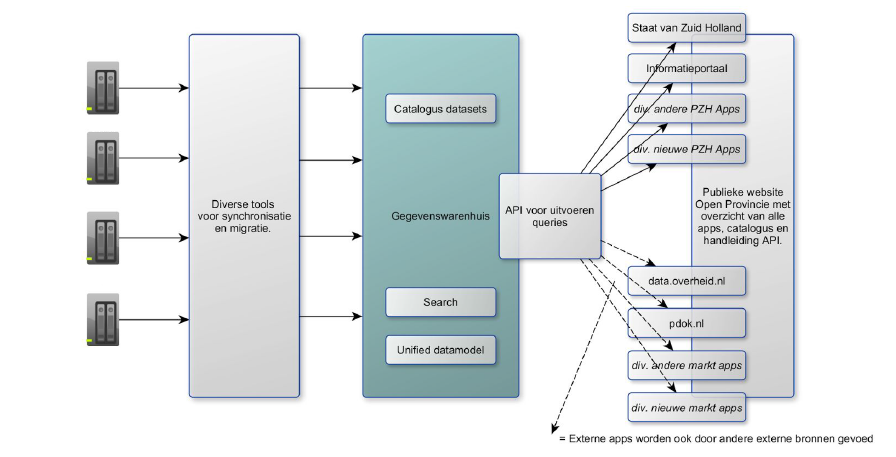 Staat van Zuid Holland
Informatieportaal
Catalogus datasets
div. andere PZH Apps
div. nieuwe PZH Apps
Diverse tools
voor synchronisatie
en migratie.
Gegevenswarenhuis
API voor uitvoeren
queries
Publieke website
Open Provincie met
overzicht van alle
apps, catalogus en
handleiding API.
data.overheid.nl
Search
pdok.nl
Unified datamodel
div. andere markt apps
div. nieuwe markt apps
= Externe apps worden ook door andere externe bronnen gevoed